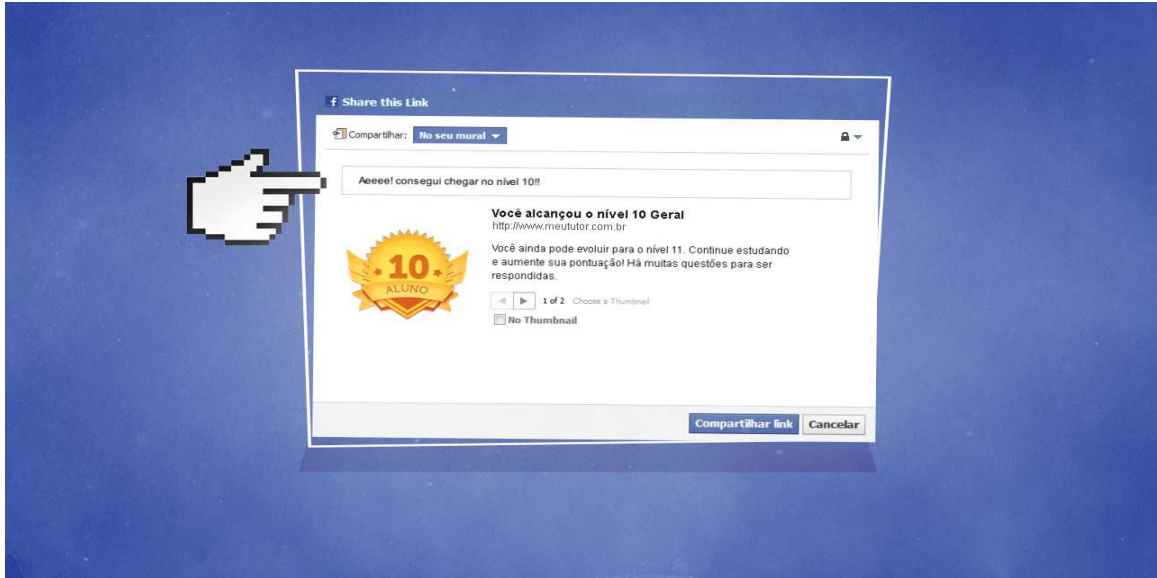 f Share this Link
Compartilhar: No seu mural
Aeeee! consegui chegar no nível 10!!
Você alcançou o nível 10 Geral
http://www.meututor.com.br
Você ainda pode evoluir para o nível 11. Continue estudando
e aumente sua pontuação! Há muitas questões para ser
respondidas.
10
ALUNO
1 of 2 Choose a Thumbnail
No Thumbnail
Compartilhar link Cancelar